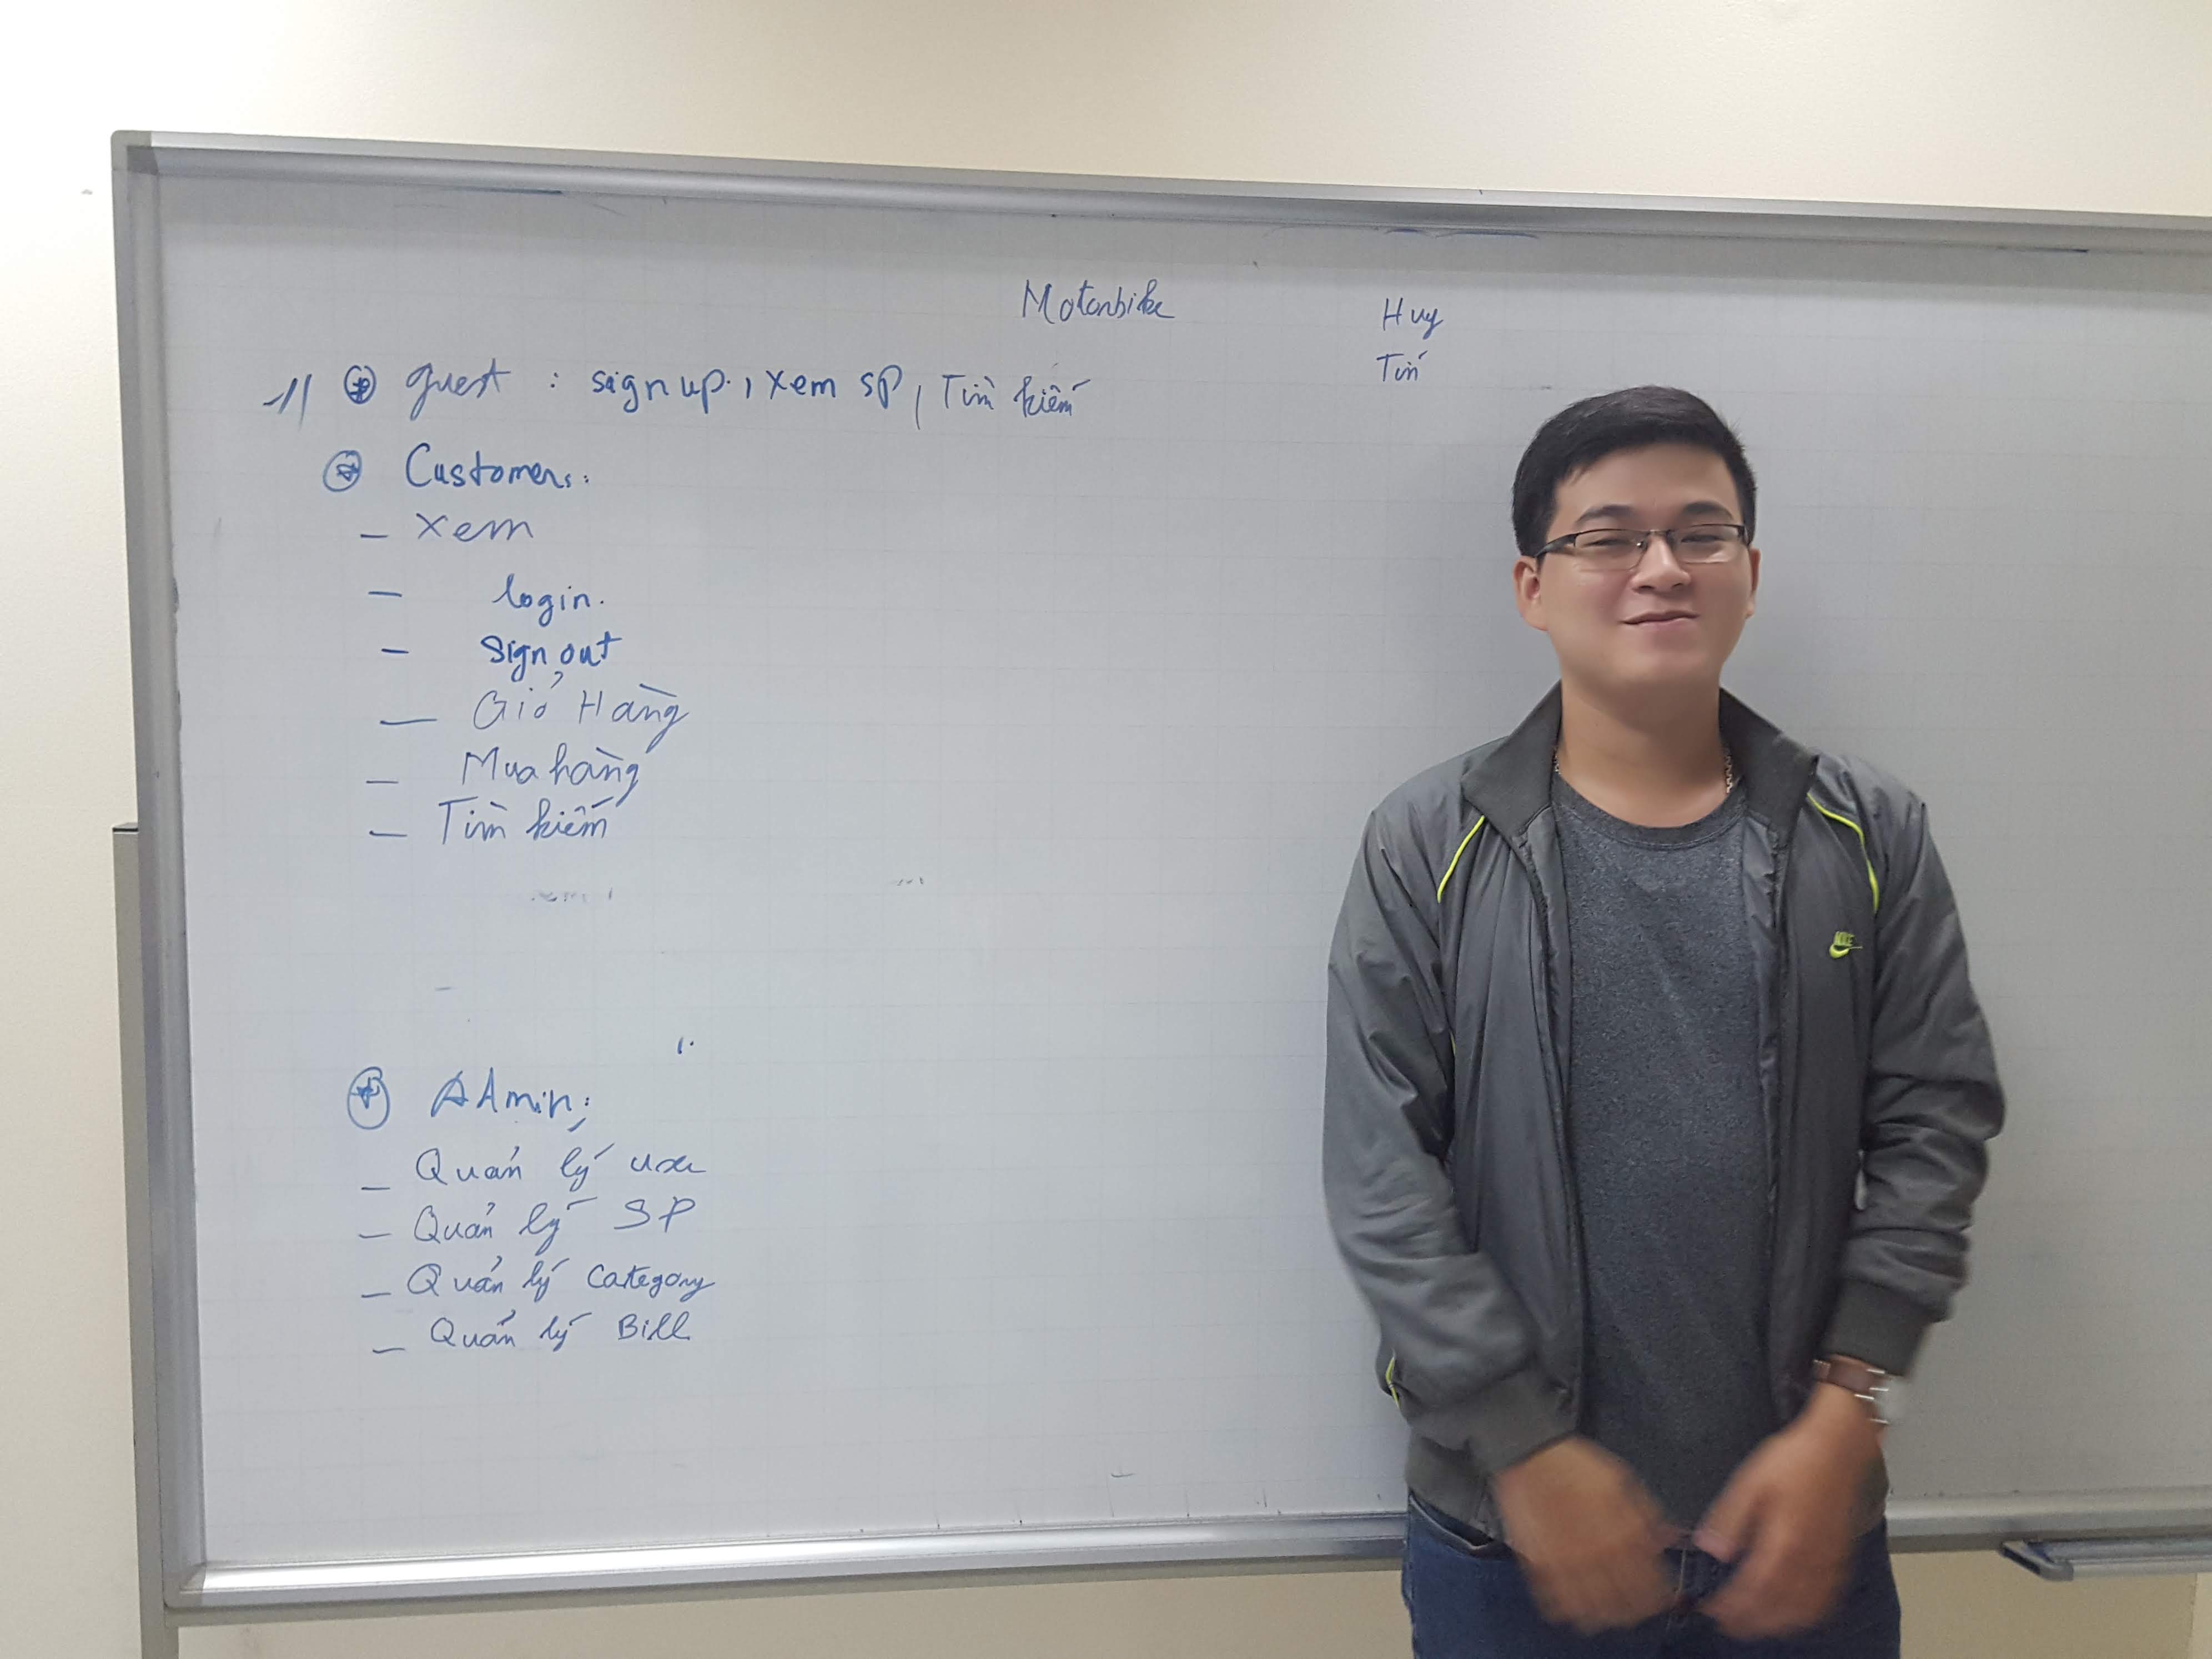 Motorbike
Huy
Tín
1) guest : sign up, xem SP, Tìm kiếm
Customers:
- Xem
- login.
- Sign out
- Giỏ Hàng
- Mua hàng
- Tìm kiếm
Admin:
- Quản lý user
- Quản lý SP
- Quản lý Category
- Quản lý Bill
NIKE